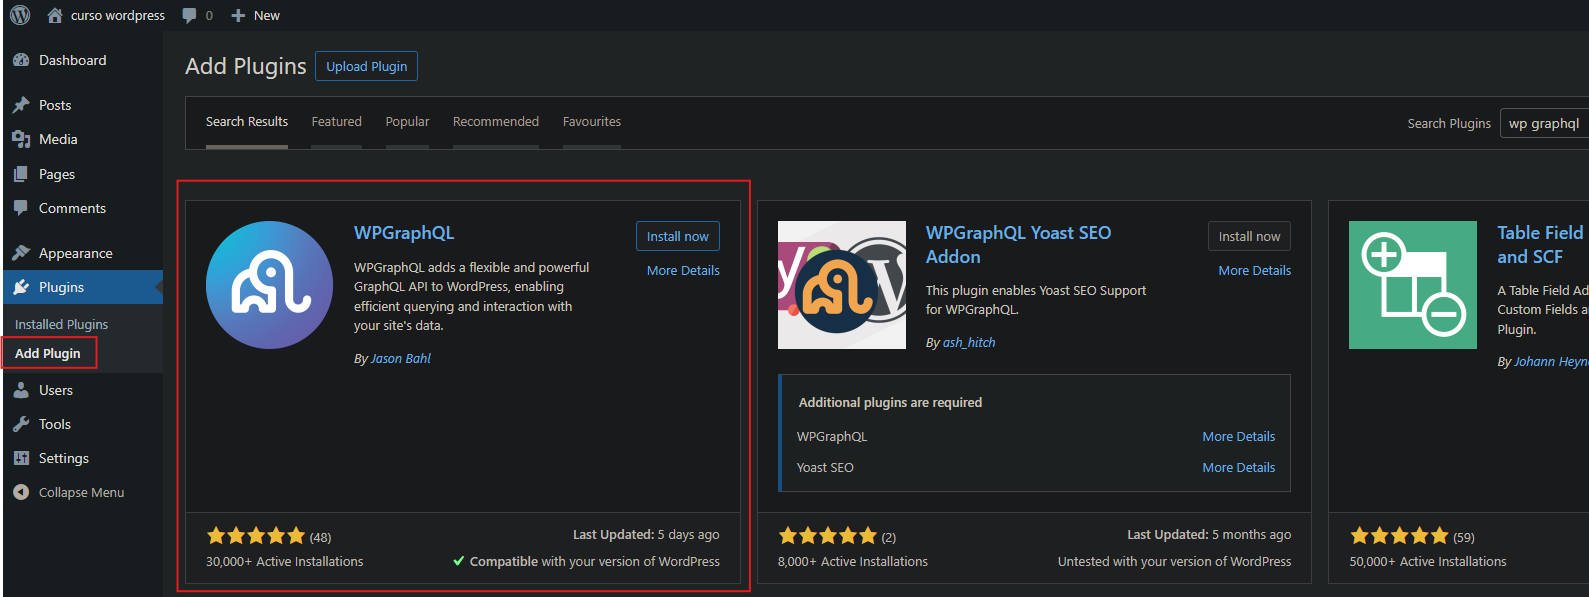 curso wordpress 0 New
Dashboard
Posts
Media
Pages
Comments
Appearance
Plugins
Installed Plugins
Add Plugin
Users
Tools
Settings
Collapse Menu
Add Plugins Upload Plugin
Search Results Featured Popular Recommended Favourites
Search Plugins wp graphql
WPGraphQL
Install now
More Details
WPGraphQL adds a flexible and powerful
GraphQL API to WordPress, enabling
efficient querying and interaction with
your site's data.
By Jason Bahl
(48)
Last Updated: 5 days ago
30,000+ Active Installations
Compatible with your version of WordPress
WPGraphQL Yoast SEO
Addon
Install now
More Details
This plugin enables Yoast SEO Support
for WPGraphQL.
By ash_hitch
Additional plugins are required
WPGraphQL More Details
Yoast SEO More Details
(2)
Last Updated: 5 months ago
8,000+ Active Installations
Untested with your version of WordPress
Table Field
and SCF
A Table Field Ad
Custom Fields a
Plugin.
By Johann Heyn
(59)
50,000+ Active Installations